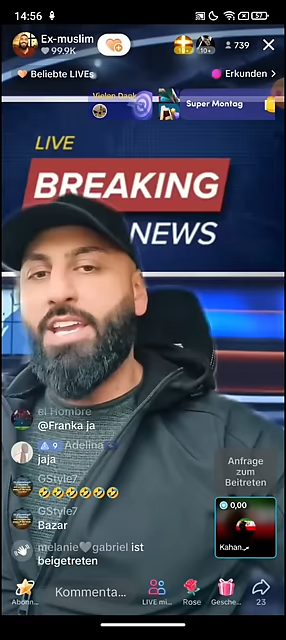 14:56
57
Ex-muslim
99.9K
10+
739
Beliebte LIVEs
Erkunden >
Vielen Dank
Super Montag
LIVE
BREAKING
NEWS
el Hombre
@Franka ja
9 Adelina
jaja
GStyle7
🤣🤣🤣🤣🤣🤣
GStyle7
Bazar
melanie🤍gabriel ist
beigetreten
Anfrage
zum
Beitreten
0,00
Kahan
Abonn...
Kommenta...
LIVE mi...
Rose
Gesche...
23